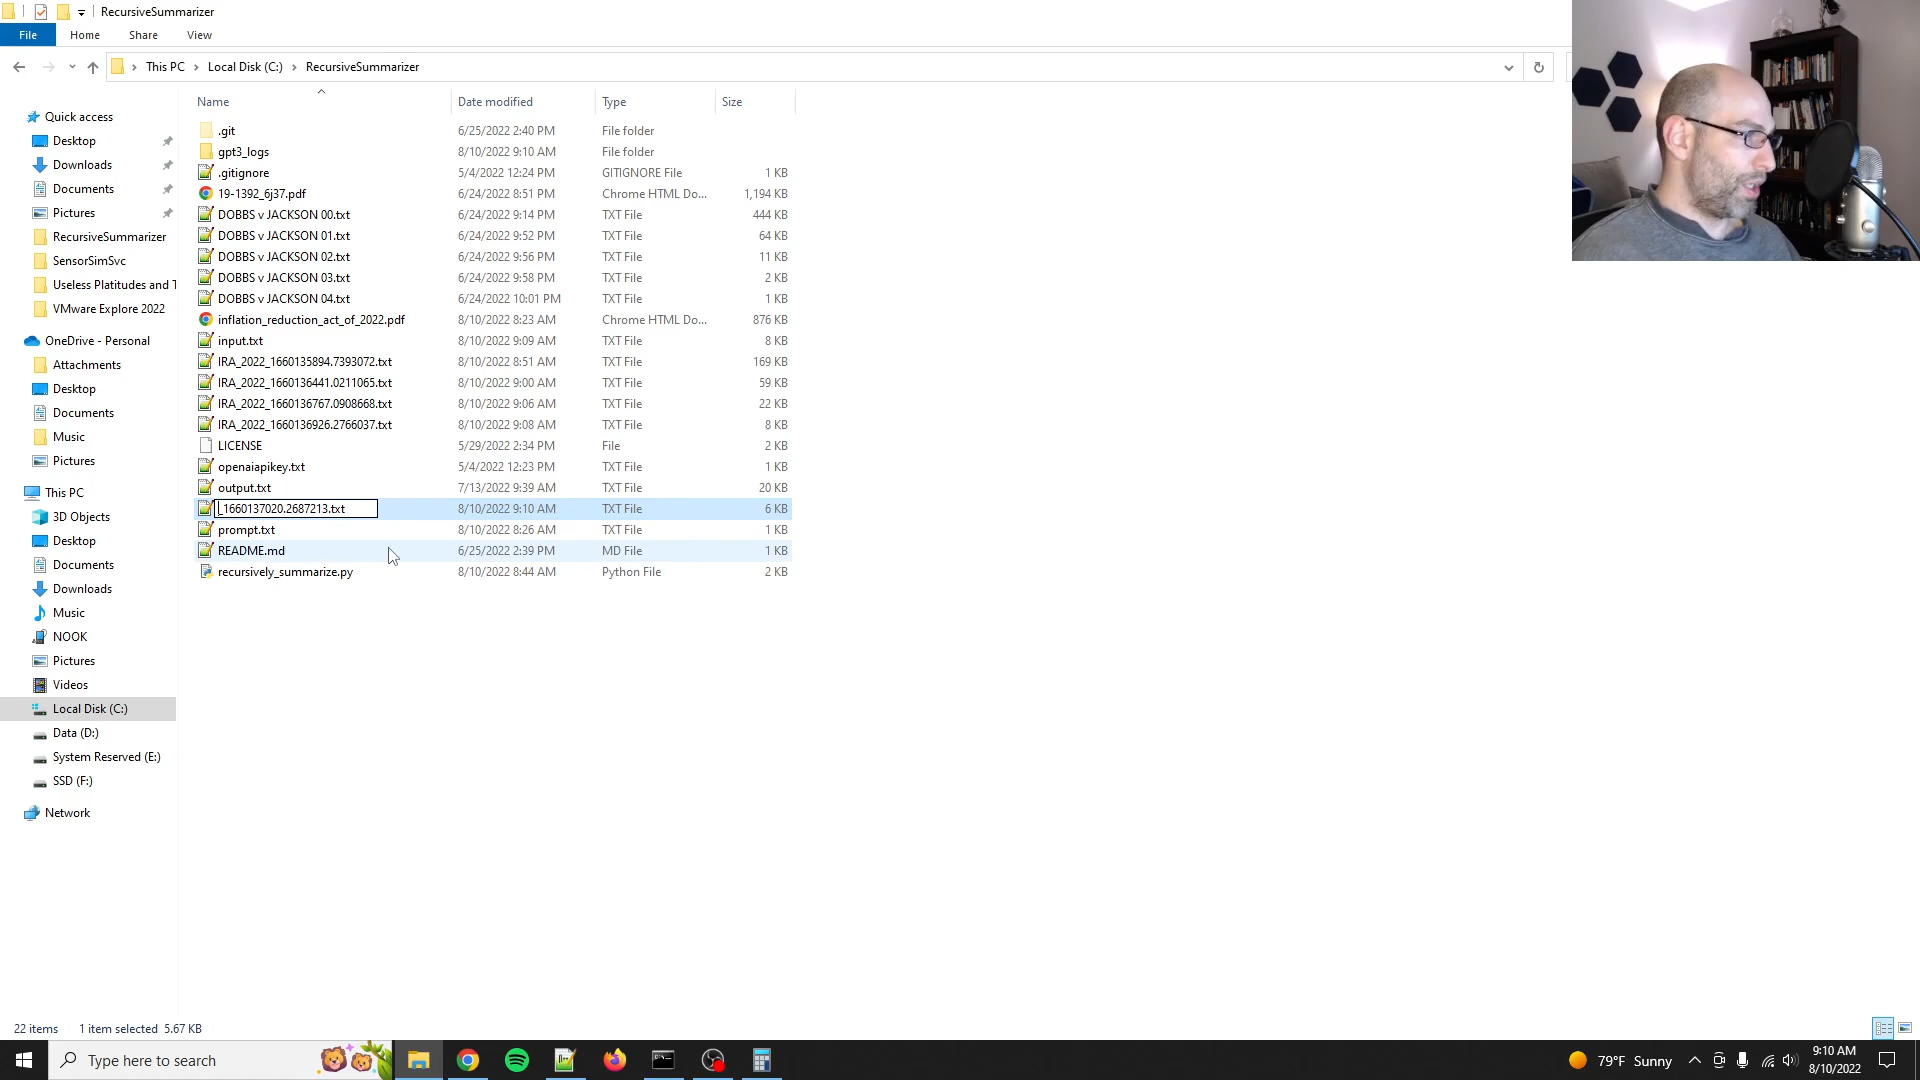 RecursiveSummarizer
File Home Share View
This PC Local Disk (C:) RecursiveSummarizer
Name Date modified Type Size
Quick access
Desktop
Downloads
Documents
Pictures
RecursiveSummarizer
SensorSimSvc
Useless Platitudes and T
VMware Explore 2022
OneDrive - Personal
Attachments
Desktop
Documents
Music
Pictures
This PC
3D Objects
Desktop
Documents
Downloads
Music
NOOK
Pictures
Videos
Local Disk (C:)
Data (D:)
System Reserved (E:)
SSD (F:)
Network
.git 6/25/2022 2:40 PM File folder
gpt3_logs 8/10/2022 9:10 AM File folder
.gitignore 5/4/2022 12:24 PM GITIGNORE File 1 KB
19-1392_6j37.pdf 6/24/2022 8:51 PM Chrome HTML Do... 1,194 KB
DOBBS v JACKSON 00.txt 6/24/2022 9:14 PM TXT File 444 KB
DOBBS v JACKSON 01.txt 6/24/2022 9:52 PM TXT File 64 KB
DOBBS v JACKSON 02.txt 6/24/2022 9:56 PM TXT File 11 KB
DOBBS v JACKSON 03.txt 6/24/2022 9:58 PM TXT File 2 KB
DOBBS v JACKSON 04.txt 6/24/2022 10:01 PM TXT File 1 KB
inflation_reduction_act_of_2022.pdf 8/10/2022 8:23 AM Chrome HTML Do... 876 KB
input.txt 8/10/2022 9:09 AM TXT File 8 KB
IRA_2022_1660135894.7393072.txt 8/10/2022 8:51 AM TXT File 169 KB
IRA_2022_1660136441.0211065.txt 8/10/2022 9:00 AM TXT File 59 KB
IRA_2022_1660136767.0908668.txt 8/10/2022 9:06 AM TXT File 22 KB
IRA_2022_1660136926.2766037.txt 8/10/2022 9:08 AM TXT File 8 KB
LICENSE 5/29/2022 2:34 PM File 2 KB
openaiapikey.txt 5/4/2022 12:23 PM TXT File 1 KB
output.txt 7/13/2022 9:39 AM TXT File 20 KB
_1660137020.2687213.txt 8/10/2022 9:10 AM TXT File 6 KB
prompt.txt 8/10/2022 8:26 AM TXT File 1 KB
README.md 6/25/2022 2:39 PM MD File 1 KB
recursively_summarize.py 8/10/2022 8:44 AM Python File 2 KB
22 items 1 item selected 5.67 KB
Type here to search
79°F Sunny
9:10 AM
8/10/2022